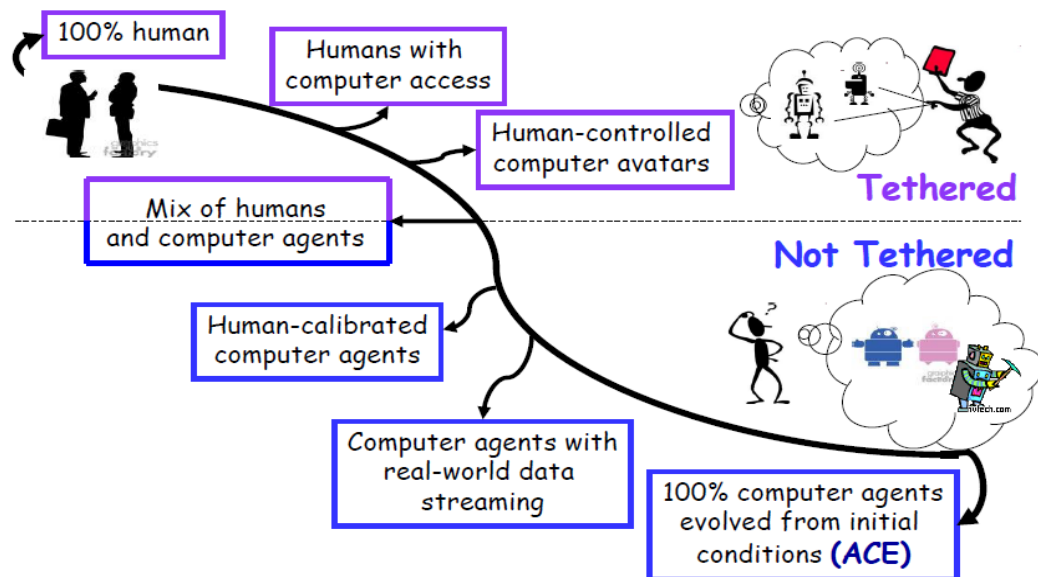 100% human
Humans with
computer access
Human-controlled
computer avatars
Tethered
Mix of humans
and computer agents
Not Tethered
?
Human-calibrated
computer agents
Computer agents with
real-world data
streaming
100% computer agents
evolved from initial
conditions (ACE)